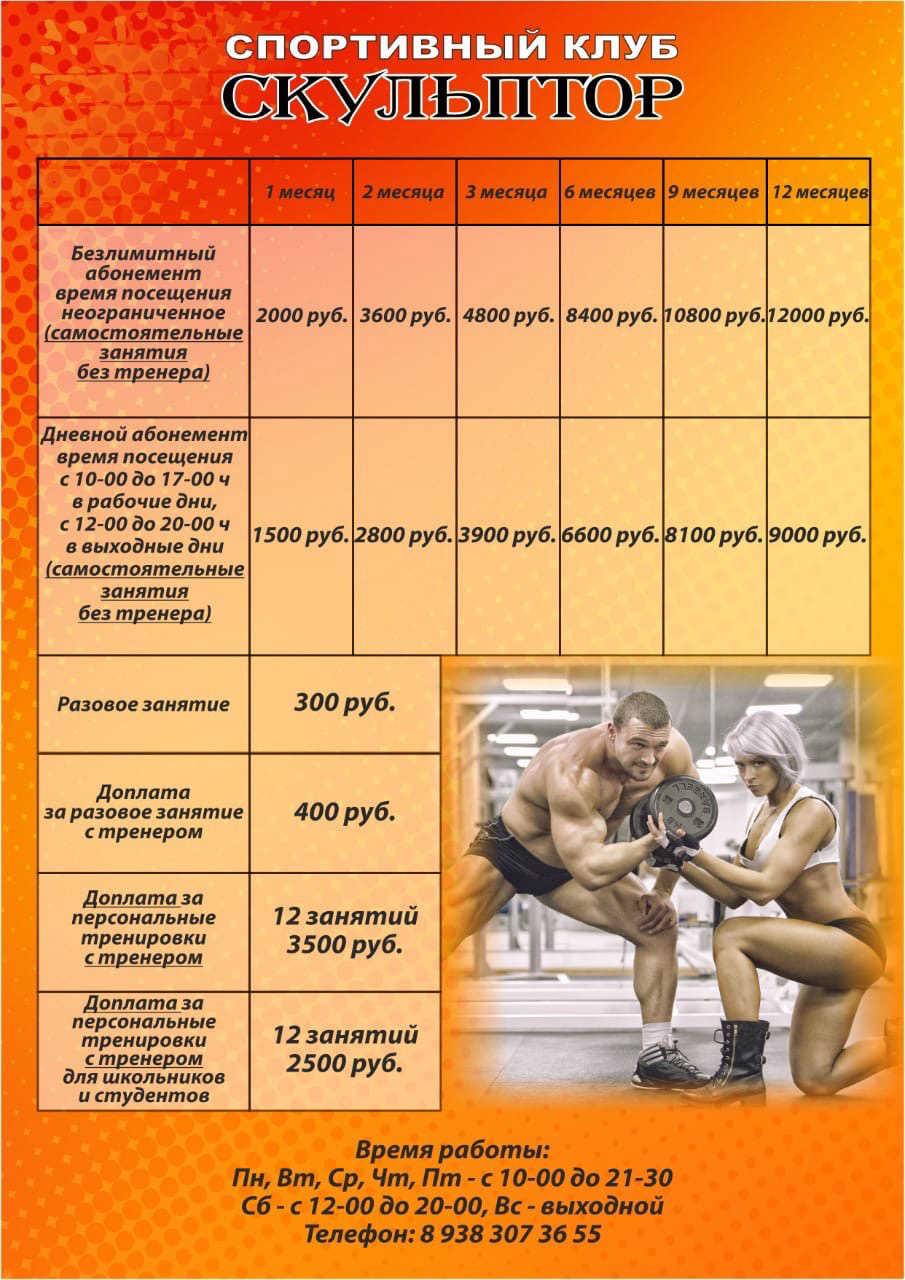 СПОРТИВНЫЙ КЛУБ
СКУЛЬПТОР
1 месяц 2 месяца 3 месяца 6 месяцев 9 месяцев 12 месяцев
Безлимитный
абонемент
время посещения
неограниченное
(самостоятельные
занятия
без тренера)
2000 руб. 3600 руб. 4800 руб. 8400 руб. 10800 руб. 12000 руб.
Дневной абонемент
время посещения
с 10-00 до 17-00 ч
в рабочие дни,
с 12-00 до 20-00 ч
в выходные дни
(самостоятельные
занятия
без тренера)
1500 руб. 2800 руб. 3900 руб. 6600 руб. 8100 руб. 9000 руб.
Разовое занятие
300 руб.
Доплата
за разовое занятие
с тренером
400 руб.
Доплата за
персональные
тренировки
с тренером
12 занятий
3500 руб.
Доплата за
персональные
тренировки
с тренером
для школьников
и студентов
12 занятий
2500 руб.
BARBELL
Время работы:
Пн, Вт, Ср, Чт, Пт - с 10-00 до 21-30
Сб - с 12-00 до 20-00, Вс - выходной
Телефон: 8 938 307 36 55